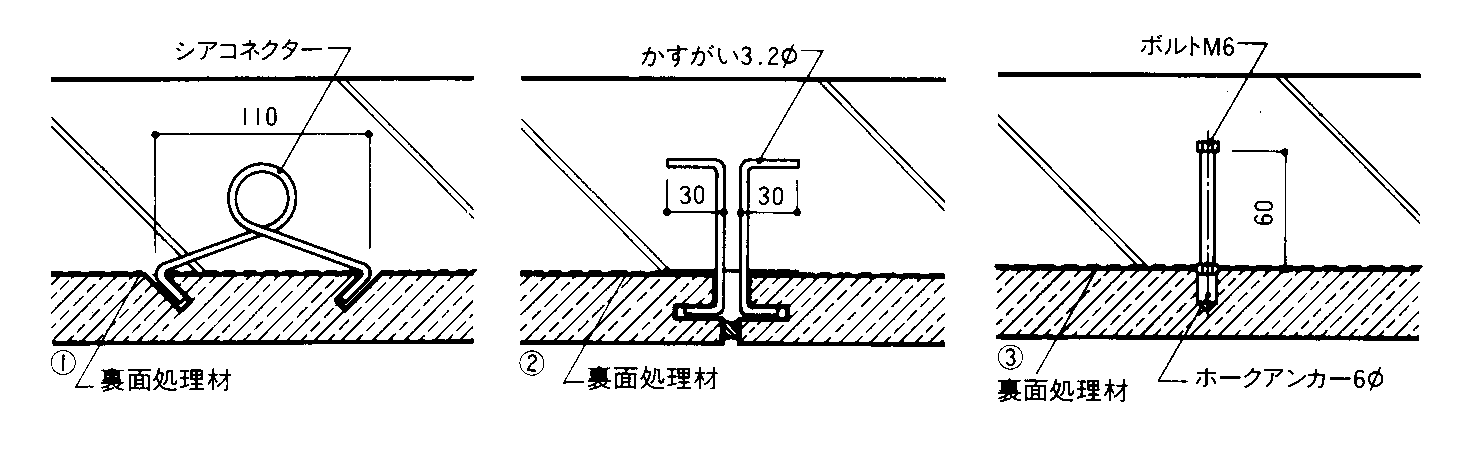 シアコネクター
110
①
裏面処理材
かすがい3.2φ
30
30
②
裏面処理材
ボルトM6
60
③
裏面処理材
ホークアンカー6φ